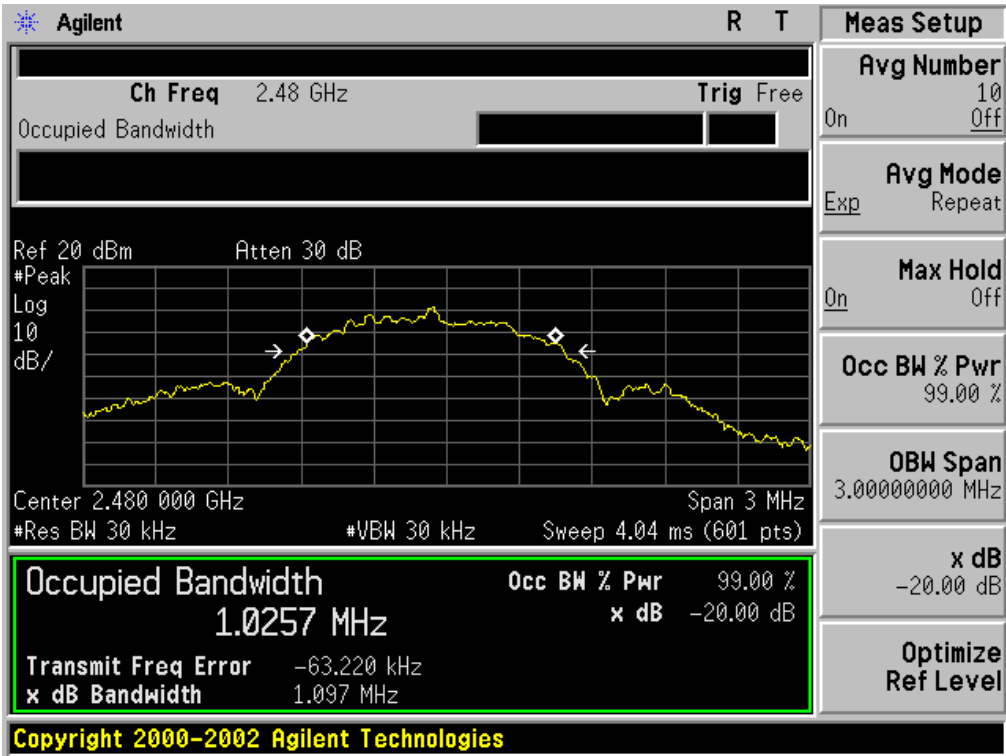 Agilent R T
Ch Freq 2.48 GHz Trig Free
Occupied Bandwidth
Ref 20 dBm Atten 30 dB
#Peak
Log
10
dB/
Center 2.480 000 GHz Span 3 MHz
#Res BW 30 kHz #VBW 30 kHz Sweep 4.04 ms (601 pts)
Occupied Bandwidth
1.0257 MHz
Occ BW % Pwr 99.00 %
x dB -20.00 dB
Transmit Freq Error -63.220 kHz
x dB Bandwidth 1.097 MHz
Copyright 2000-2002 Agilent Technologies
Meas Setup
Avg Number
10
On Off
Avg Mode
Exp Repeat
Max Hold
On Off
Occ BW % Pwr
99.00 %
OBW Span
3.00000000 MHz
x dB
-20.00 dB
Optimize
Ref Level